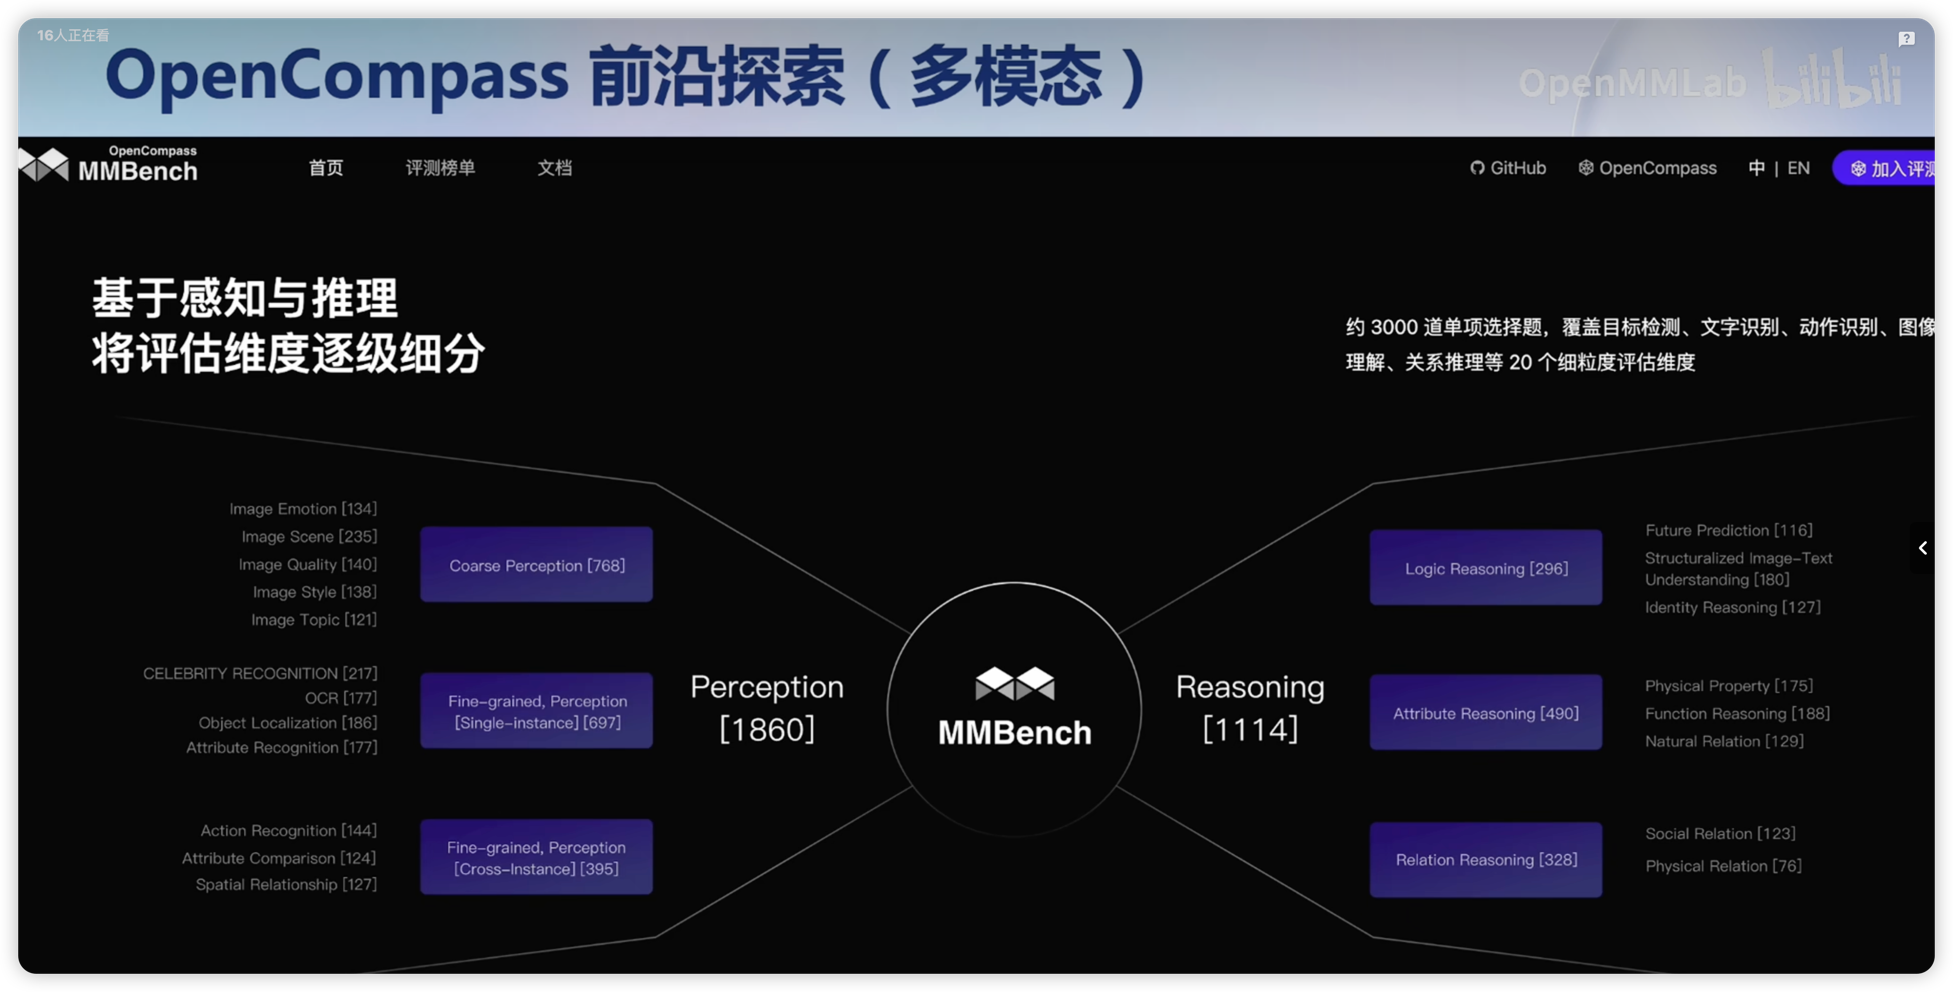 16人正在看
OpenCompass 前沿探索（多模态）
OpenMMLab bilibili
OpenCompass
MMBench
首页
评测榜单
文档
GitHub
OpenCompass
中 | EN
加入评测
基于感知与推理
将评估维度逐级细分
约 3000 道单项选择题，覆盖目标检测、文字识别、动作识别、图像
理解、关系推理等 20 个细粒度评估维度
Image Emotion [134]
Image Scene [235]
Image Quality [140]
Image Style [138]
Image Topic [121]
Coarse Perception [768]
CELEBRITY RECOGNITION [217]
OCR [177]
Object Localization [186]
Attribute Recognition [177]
Fine-grained, Perception
[Single-instance] [697]
Action Recognition [144]
Attribute Comparison [124]
Spatial Relationship [127]
Fine-grained, Perception
[Cross-Instance] [395]
Perception
[1860]
MMBench
Reasoning
[1114]
Logic Reasoning [296]
Future Prediction [116]
Structuralized Image-Text
Understanding [180]
Identity Reasoning [127]
Attribute Reasoning [490]
Physical Property [175]
Function Reasoning [188]
Natural Relation [129]
Relation Reasoning [328]
Social Relation [123]
Physical Relation [76]